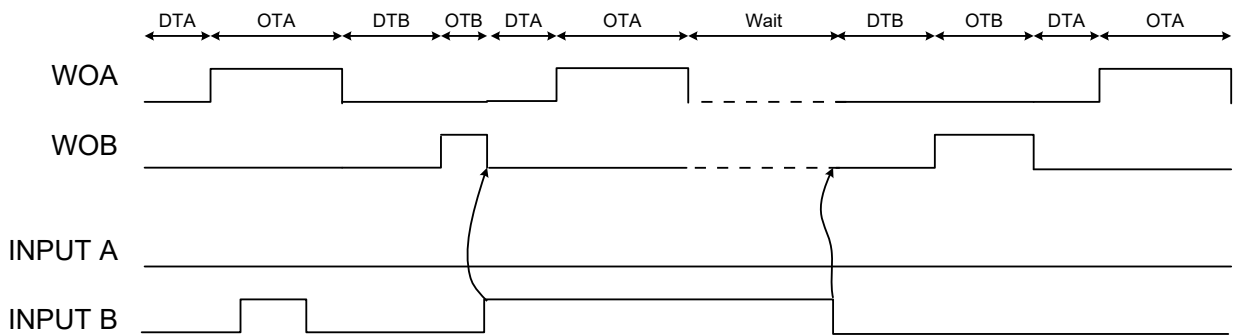 DTA OTA DTB OTB DTA OTA Wait DTB OTB DTA OTA
WOA
WOB
INPUT A
INPUT B